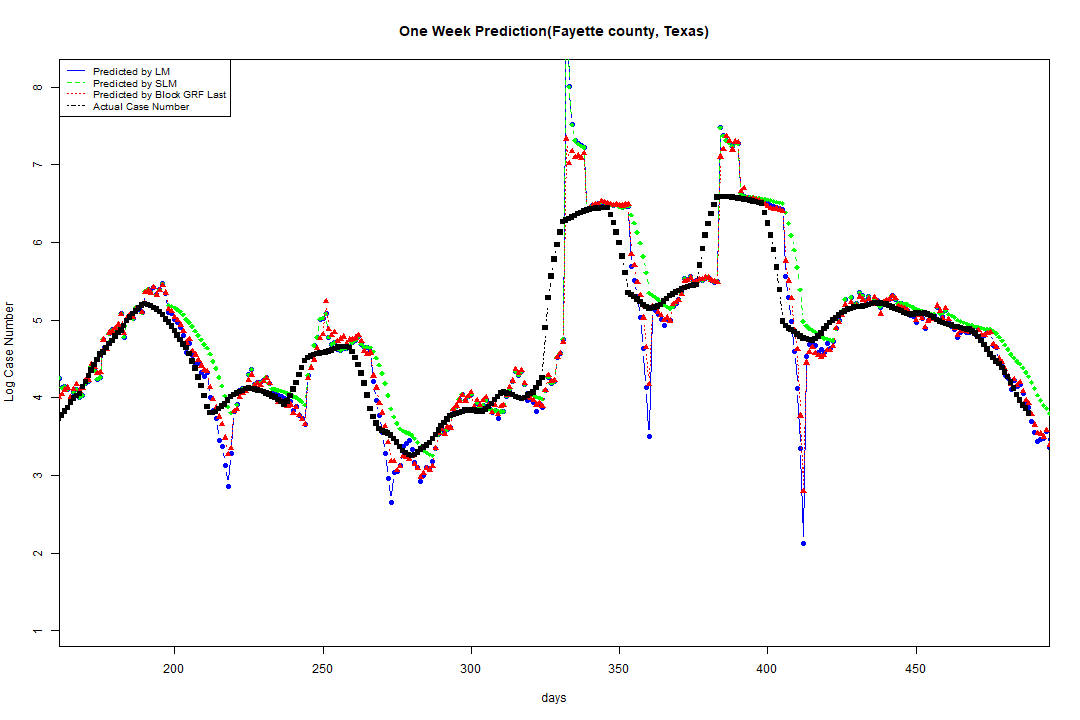 One Week Prediction(Fayette county, Texas)
Predicted by LM
Predicted by SLM
Predicted by Block GRF Last
Actual Case Number
8
7
6
5
4
3
2
1
Log Case Number
200 250 300 350 400 450
days